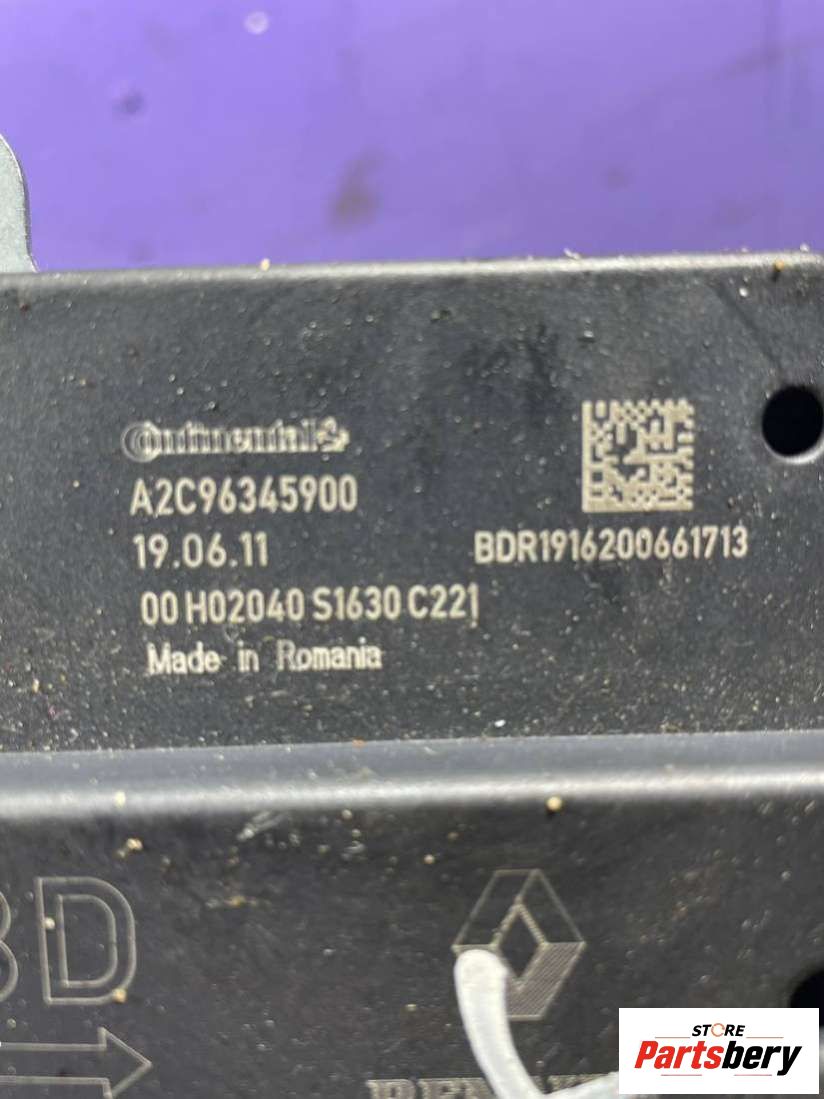 Continental
A2C96345900
19.06.11
BDR1916200661713
00 H02040 S1630 C221
Made in Romania
STORE
Partsbery